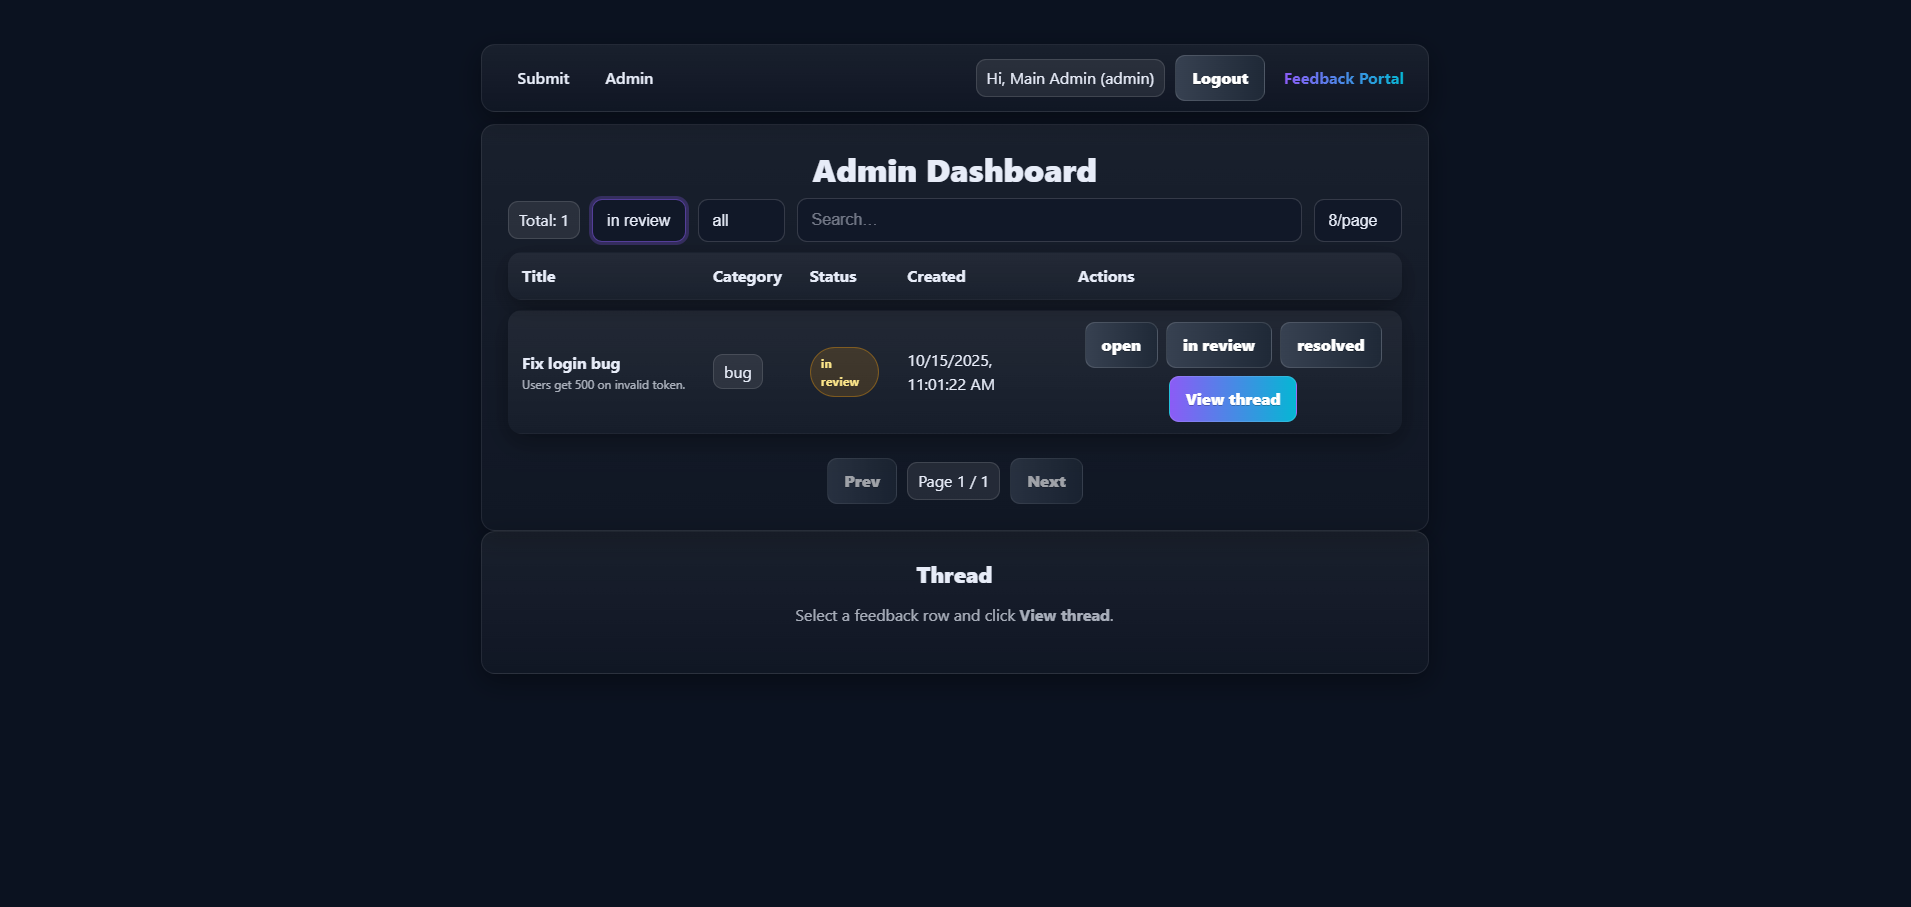 Submit Admin Hi, Main Admin (admin) Logout Feedback Portal
Admin Dashboard
Total: 1 in review all Search... 8/page
Title Category Status Created Actions
Fix login bug
Users get 500 on invalid token.
bug
in
review
10/15/2025,
11:01:22 AM
open in review resolved
View thread
Prev Page 1 / 1 Next
Thread
Select a feedback row and click View thread.